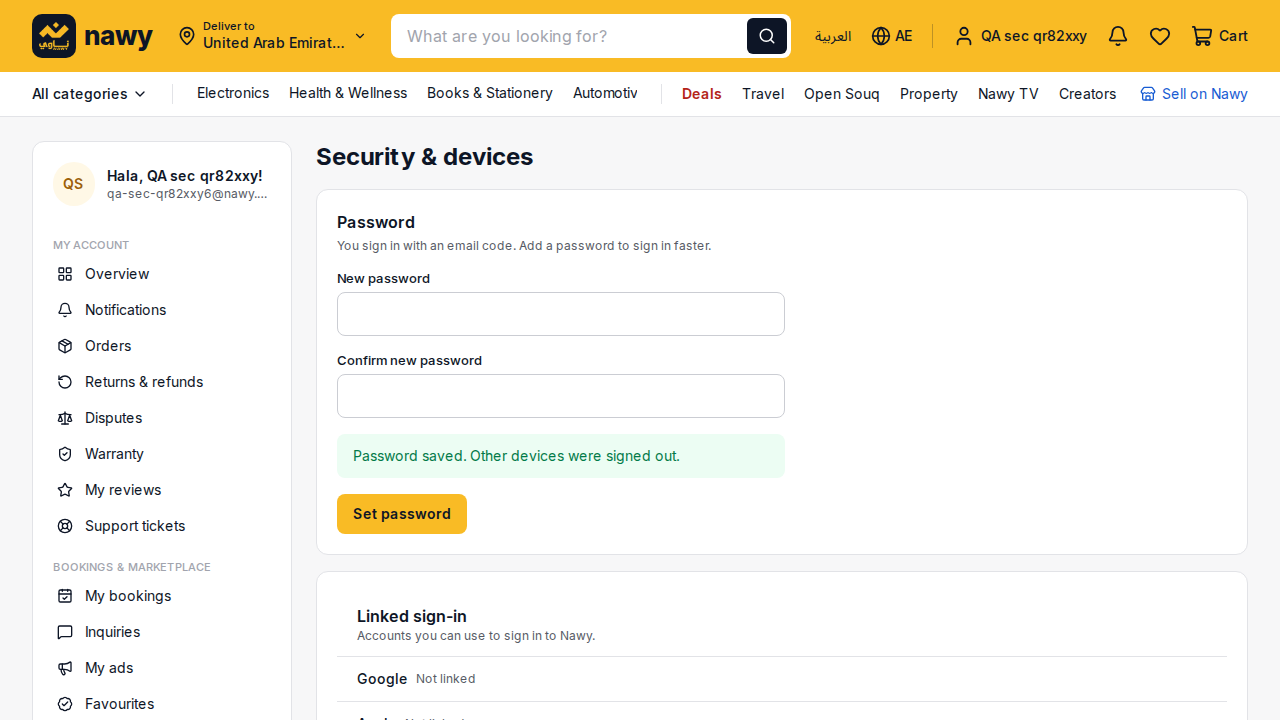 نـاوي
nawy
Deliver to
United Arab Emirat...
What are you looking for?
العربية
AE
QA sec qr82xxy
Cart
All categories
Electronics
Health & Wellness
Books & Stationery
Automotiv
Deals
Travel
Open Souq
Property
Nawy TV
Creators
Sell on Nawy
QS
Hala, QA sec qr82xxy!
qa-sec-qr82xxy6@nawy....
MY ACCOUNT
Overview
Notifications
Orders
Returns & refunds
Disputes
Warranty
My reviews
Support tickets
BOOKINGS & MARKETPLACE
My bookings
Inquiries
My ads
Favourites
Security & devices
Password
You sign in with an email code. Add a password to sign in faster.
New password
Confirm new password
Password saved. Other devices were signed out.
Set password
Linked sign-in
Accounts you can use to sign in to Nawy.
Google Not linked